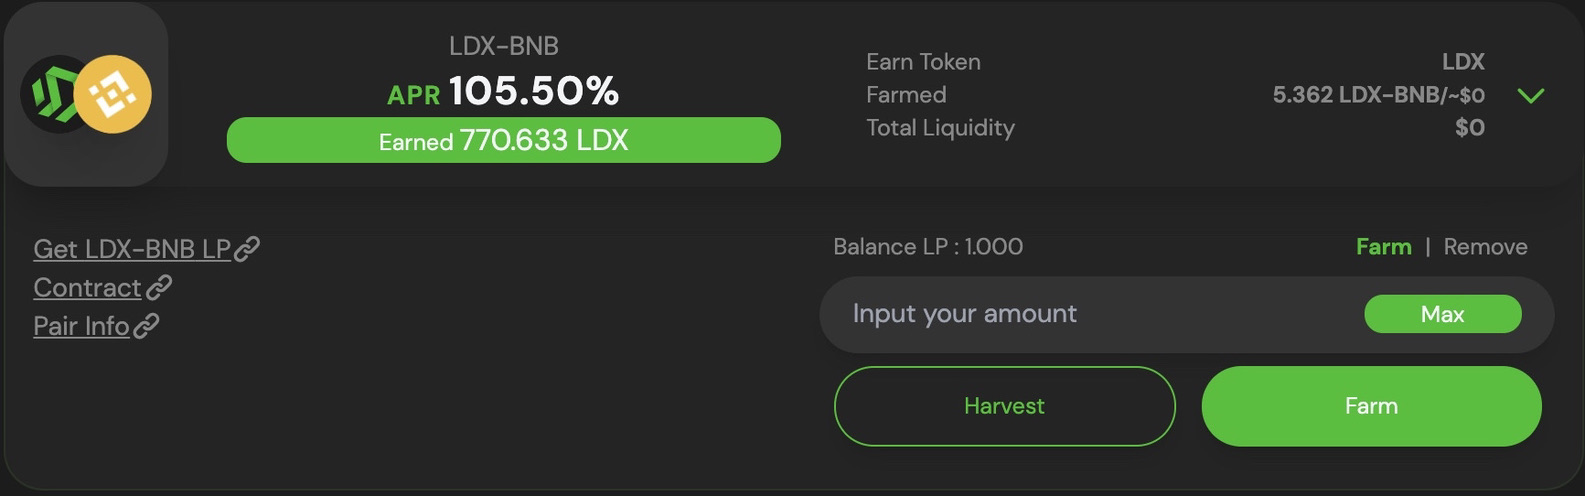 LDX-BNB
APR 105.50%
Earned 770.633 LDX
Earn Token LDX
Farmed 5.362 LDX-BNB/~$0
Total Liquidity $0
Get LDX-BNB LP
Contract
Pair Info
Balance LP : 1.000 Farm | Remove
Input your amount Max
Harvest Farm